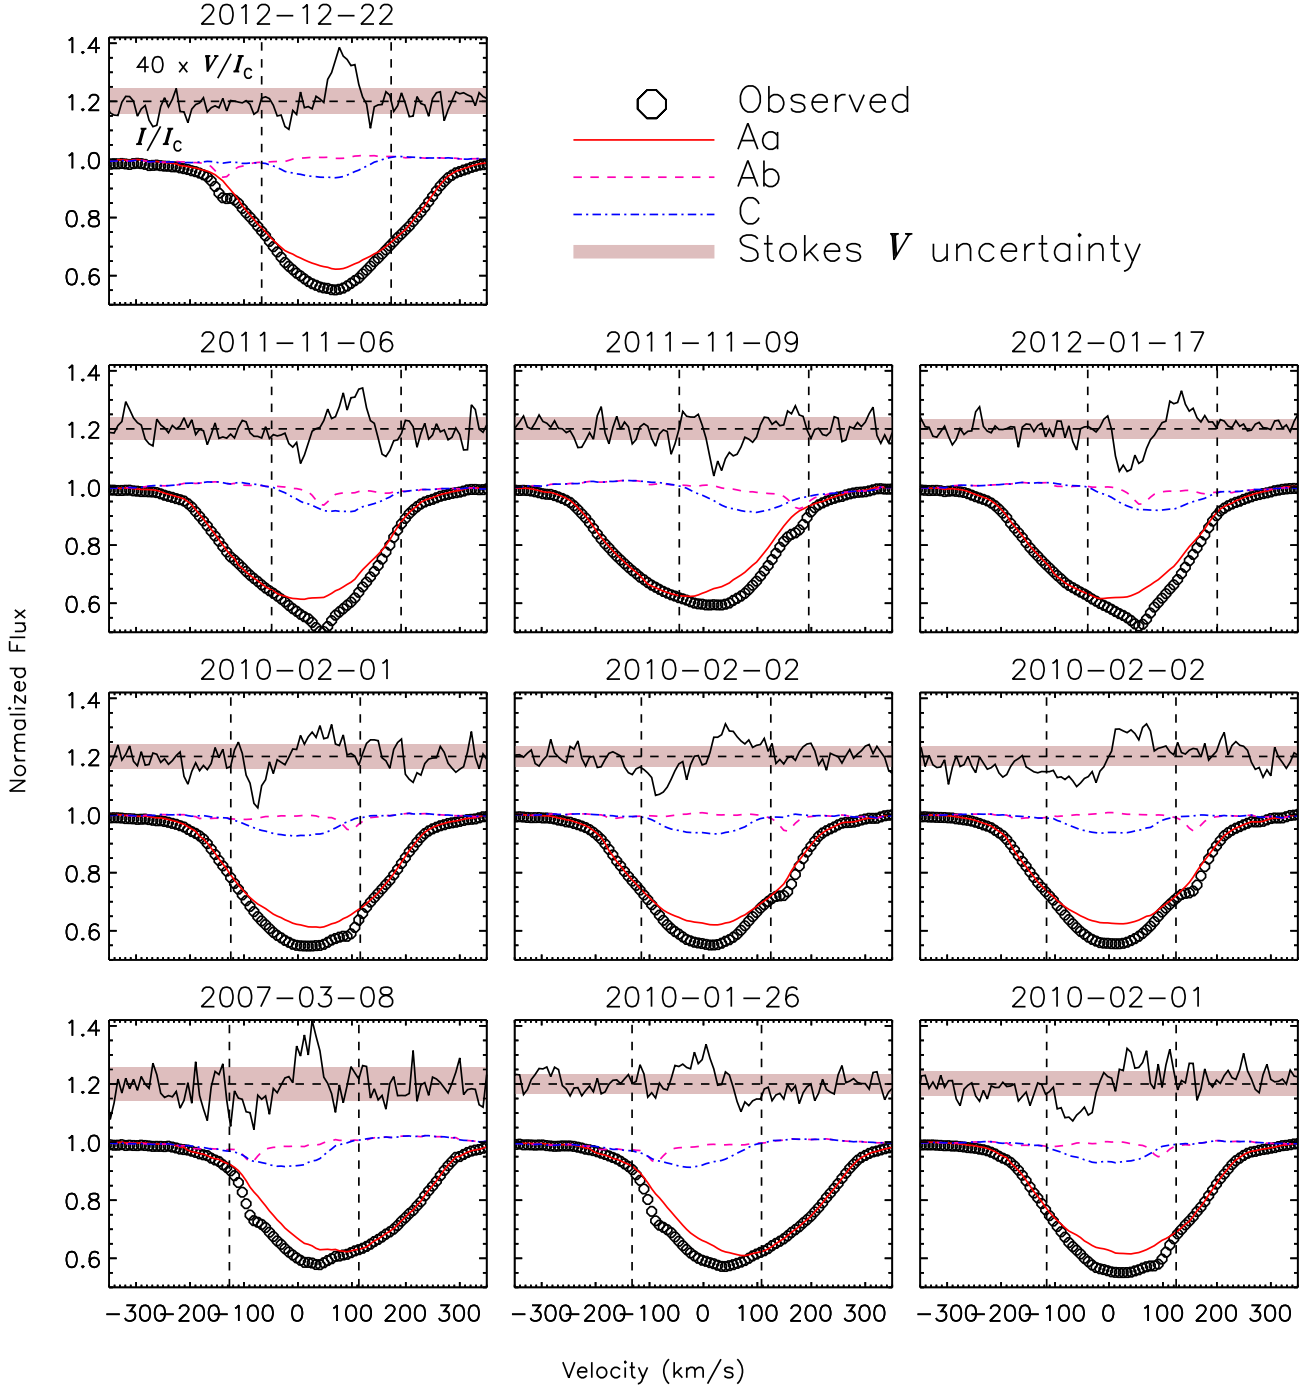 2012-12-22
1.4
40 x V/Ic
1.2
I/Ic
1.0
0.8
0.6
Observed
Aa
Ab
C
Stokes V uncertainty
2011-11-06
2011-11-09
2012-01-17
1.4
1.2
1.0
0.8
0.6
2010-02-01
2010-02-02
2010-02-02
1.4
1.2
1.0
0.8
0.6
2007-03-08
2010-01-26
2010-02-01
1.4
1.2
1.0
0.8
0.6
−300 −200 −100 0 100 200 300
−300 −200 −100 0 100 200 300
−300 −200 −100 0 100 200 300
Normalized Flux
Velocity (km/s)